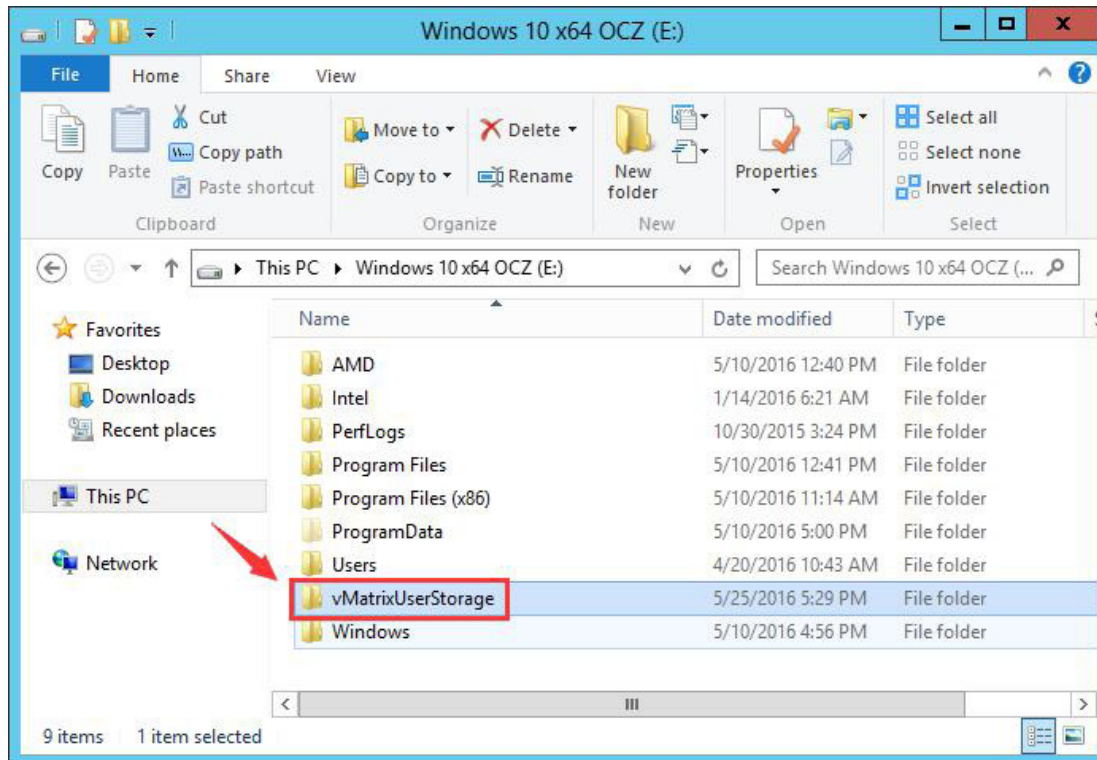 Windows 10 x64 OCZ (E:)
File Home Share View
Copy
Paste
Cut
Copy path
Paste shortcut
Clipboard
Move to
Copy to
Delete
Rename
Organize
New folder
New
Properties
Open
Select all
Select none
Invert selection
Select
This PC Windows 10 x64 OCZ (E:)
Search Windows 10 x64 OCZ (...
Favorites
Desktop
Downloads
Recent places
This PC
Network
Name Date modified Type
AMD 5/10/2016 12:40 PM File folder
Intel 1/14/2016 6:21 AM File folder
PerfLogs 10/30/2015 3:24 PM File folder
Program Files 5/10/2016 12:41 PM File folder
Program Files (x86) 5/10/2016 11:14 AM File folder
ProgramData 5/10/2016 5:00 PM File folder
Users 4/20/2016 10:43 AM File folder
vMatrixUserStorage 5/25/2016 5:29 PM File folder
Windows 5/10/2016 4:56 PM File folder
9 items 1 item selected